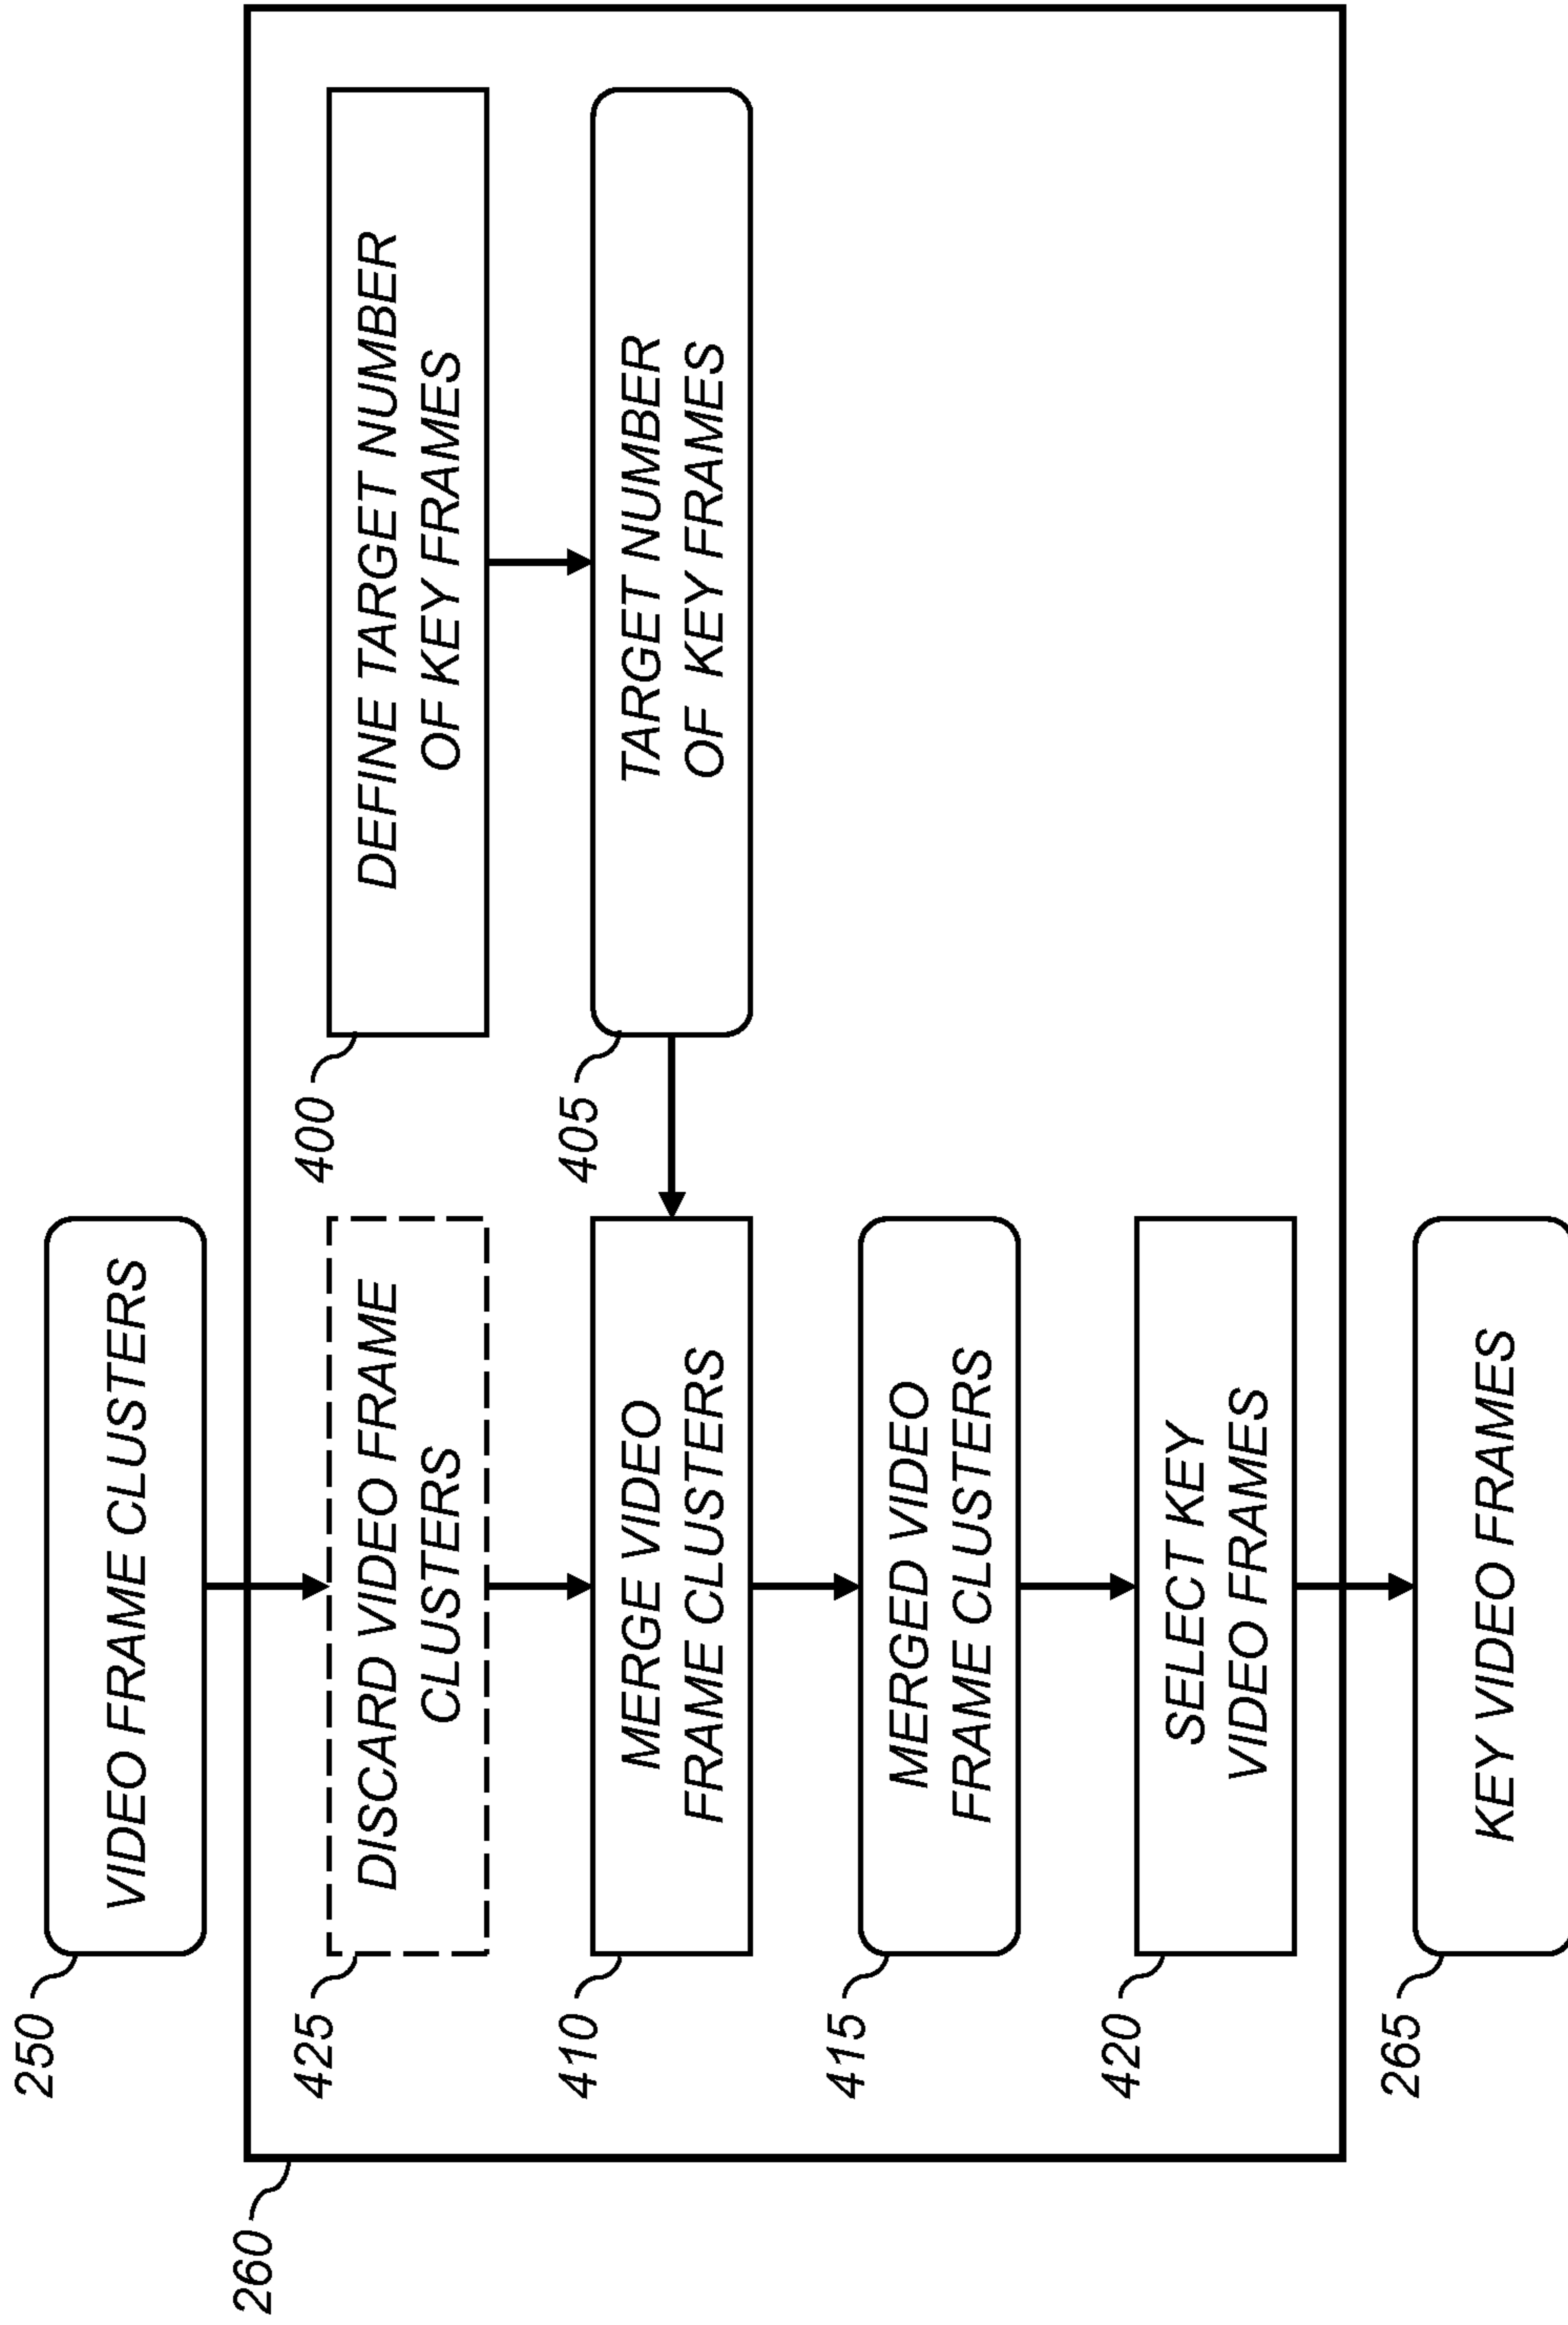 250
VIDEO FRAME CLUSTERS
260
425
DISCARD VIDEO FRAME
CLUSTERS
400
DEFINE TARGET NUMBER
OF KEY FRAMES
410
MERGE VIDEO
FRAME CLUSTERS
405
TARGET NUMBER
OF KEY FRAMES
415
MERGED VIDEO
FRAME CLUSTERS
420
SELECT KEY
VIDEO FRAMES
265
KEY VIDEO FRAMES